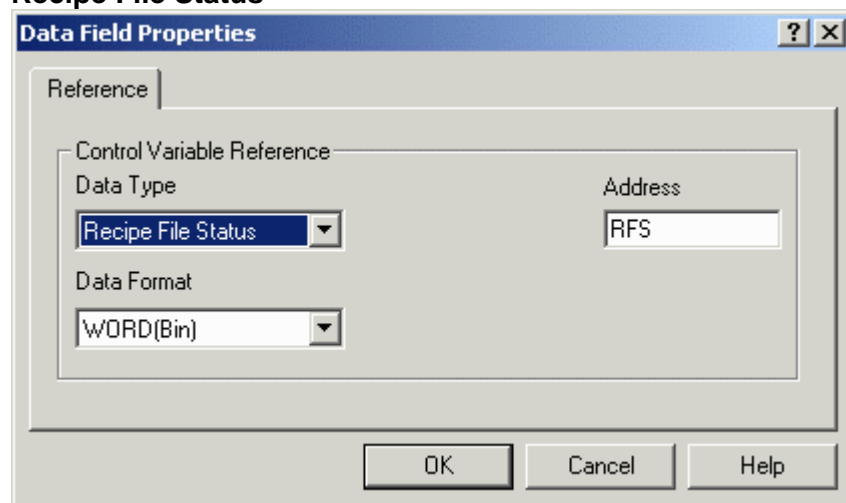 Recipe File Status
Data Field Properties
Reference
Control Variable Reference
Data Type
Address
Recipe File Status
RFS
Data Format
WORD(Bin)
OK
Cancel
Help